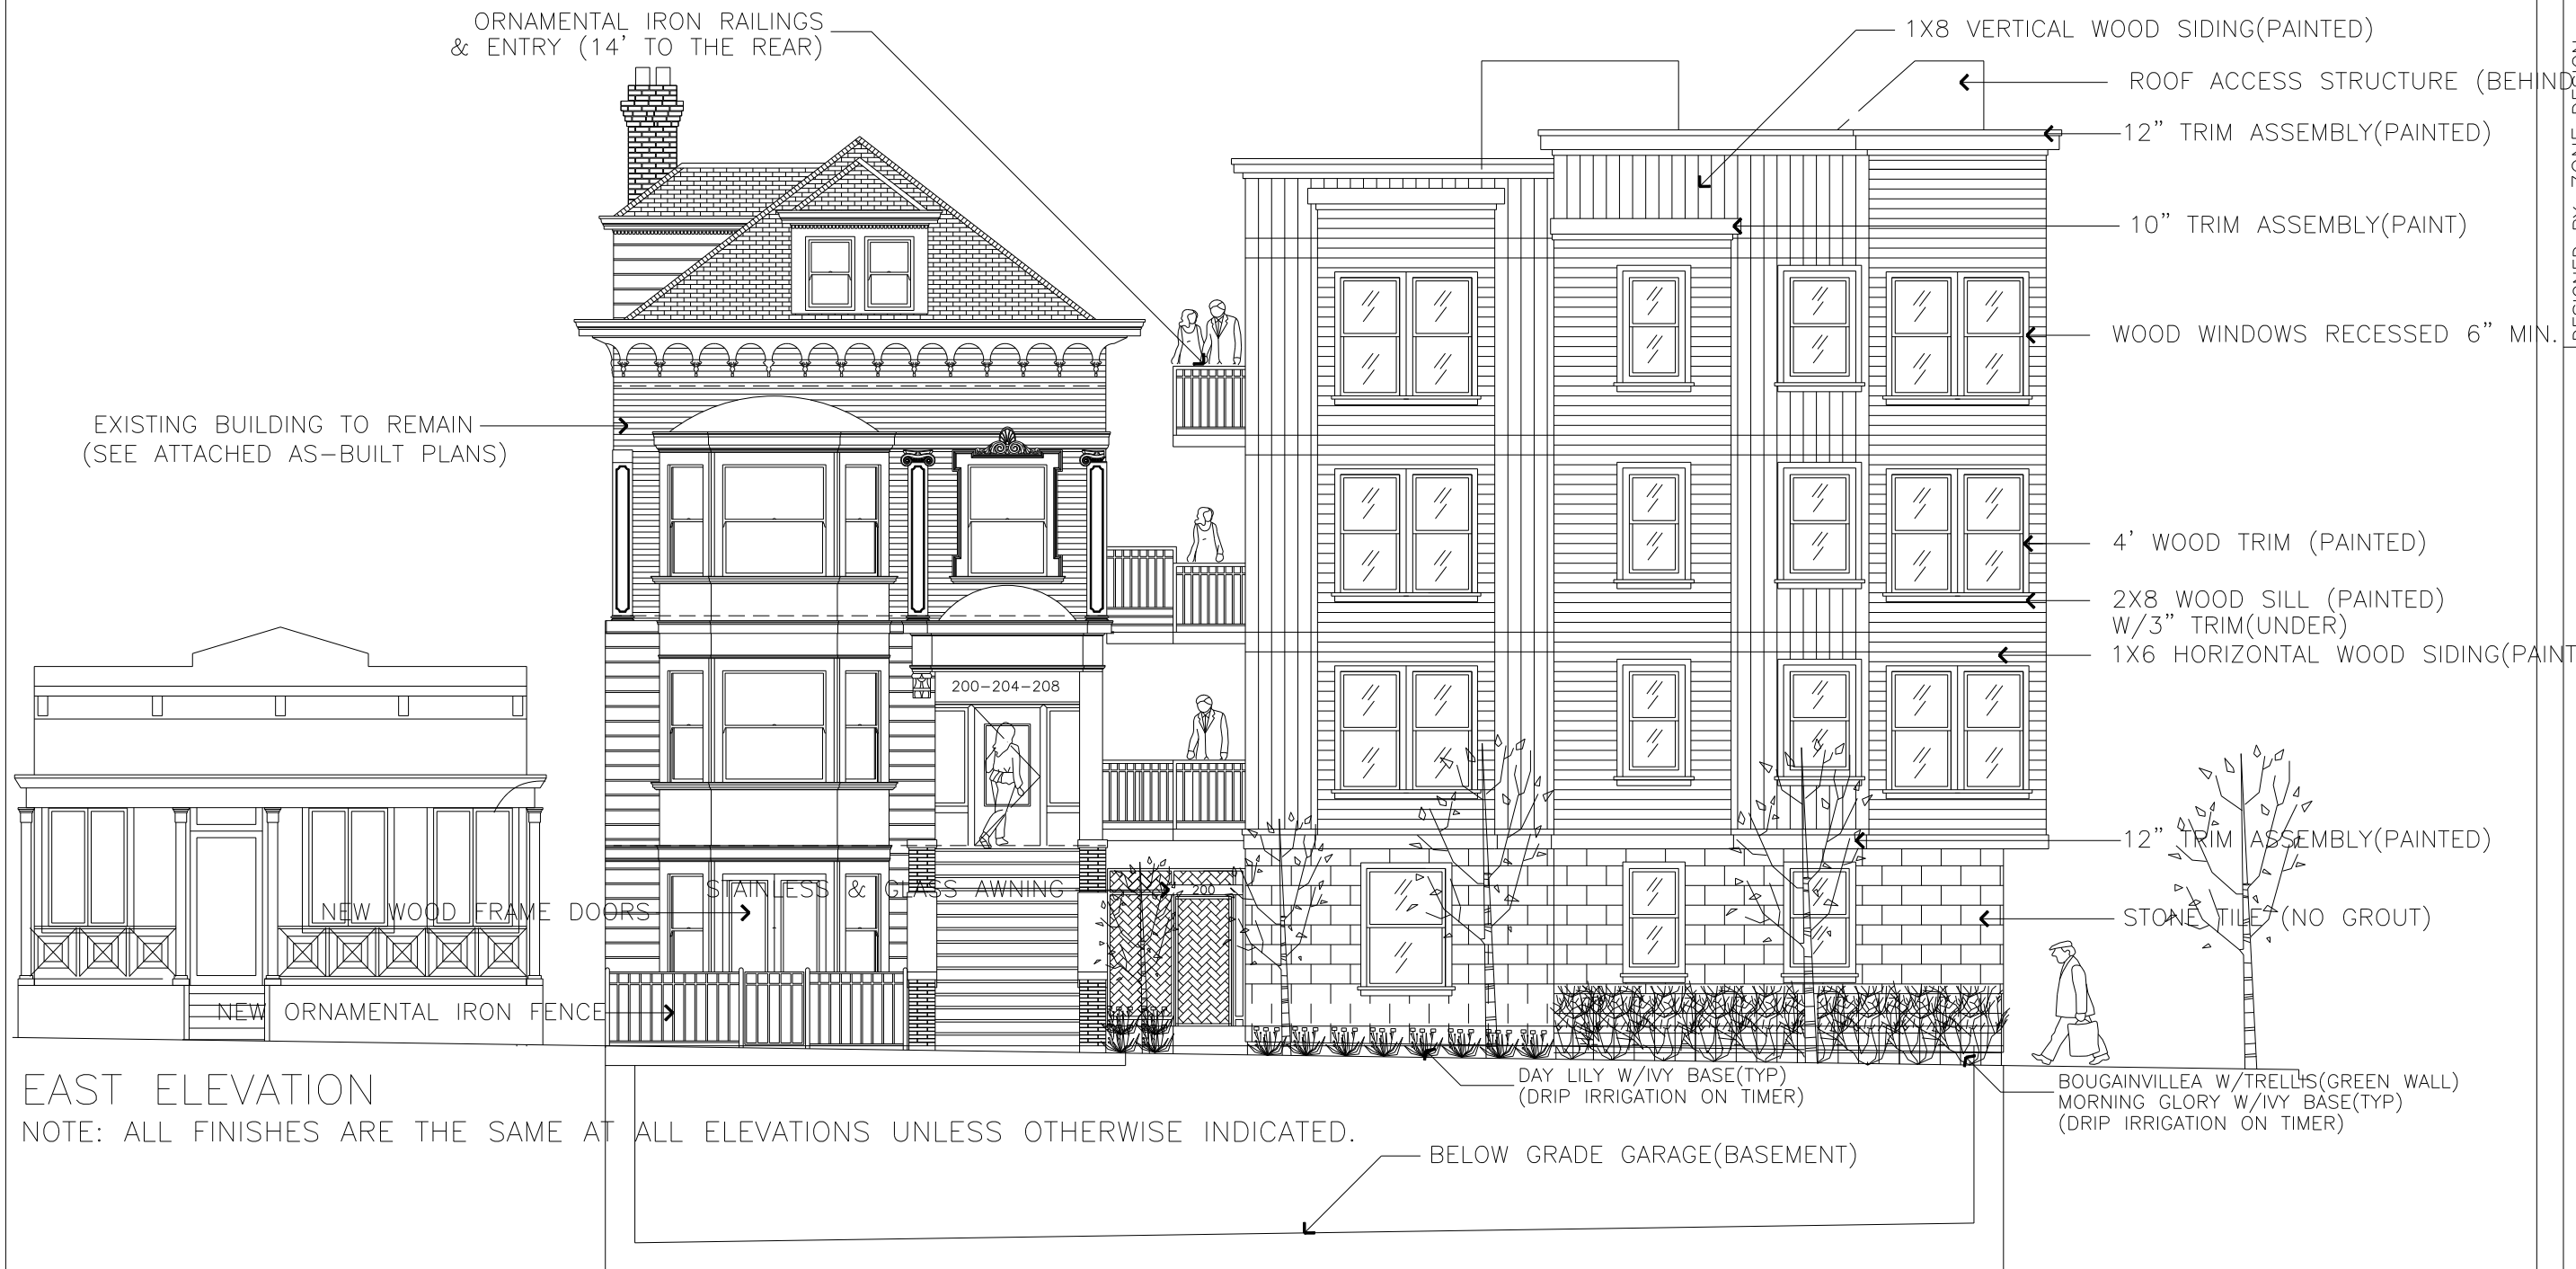 ORNAMENTAL IRON RAILINGS
& ENTRY (14' TO THE REAR)
1X8 VERTICAL WOOD SIDING(PAINTED)
ROOF ACCESS STRUCTURE (BEHIND
12" TRIM ASSEMBLY(PAINTED)
10" TRIM ASSEMBLY(PAINT)
WOOD WINDOWS RECESSED 6" MIN.
EXISTING BUILDING TO REMAIN
(SEE ATTACHED AS-BUILT PLANS)
4' WOOD TRIM (PAINTED)
2X8 WOOD SILL (PAINTED)
W/3" TRIM(UNDER)
1X6 HORIZONTAL WOOD SIDING(PAINT
200-204-208
12" TRIM ASSEMBLY(PAINTED)
STAINLESS & GLASS AWNING
200
NEW WOOD FRAME DOORS
STONE TILE (NO GROUT)
NEW ORNAMENTAL IRON FENCE
DAY LILY W/IVY BASE(TYP)
(DRIP IRRIGATION ON TIMER)
BOUGAINVILLEA W/TRELLIS(GREEN WALL)
MORNING GLORY W/IVY BASE(TYP)
(DRIP IRRIGATION ON TIMER)
EAST ELEVATION
NOTE: ALL FINISHES ARE THE SAME AT ALL ELEVATIONS UNLESS OTHERWISE INDICATED.
BELOW GRADE GARAGE(BASEMENT)